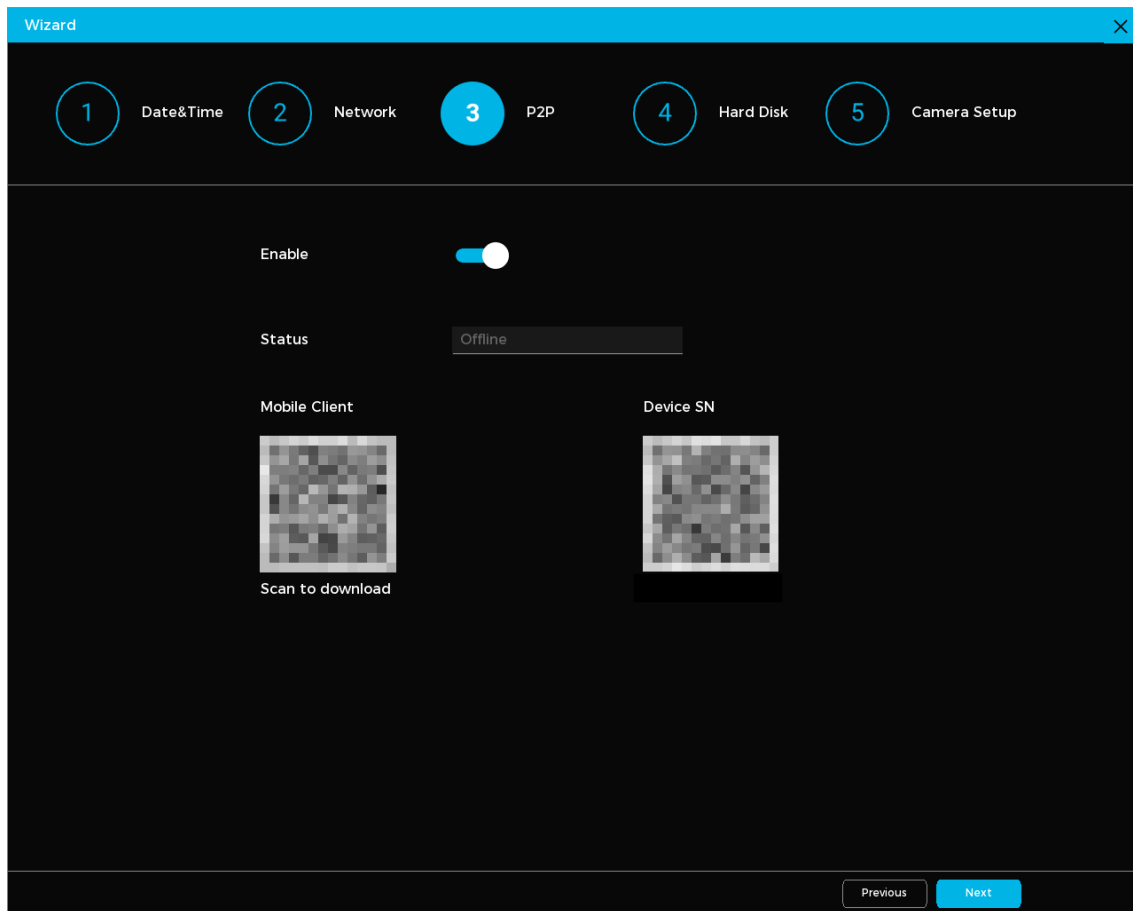 Wizard
1 Date&Time 2 Network 3 P2P 4 Hard Disk 5 Camera Setup
Enable
Status Offline
Mobile Client Device SN
Scan to download
Previous Next